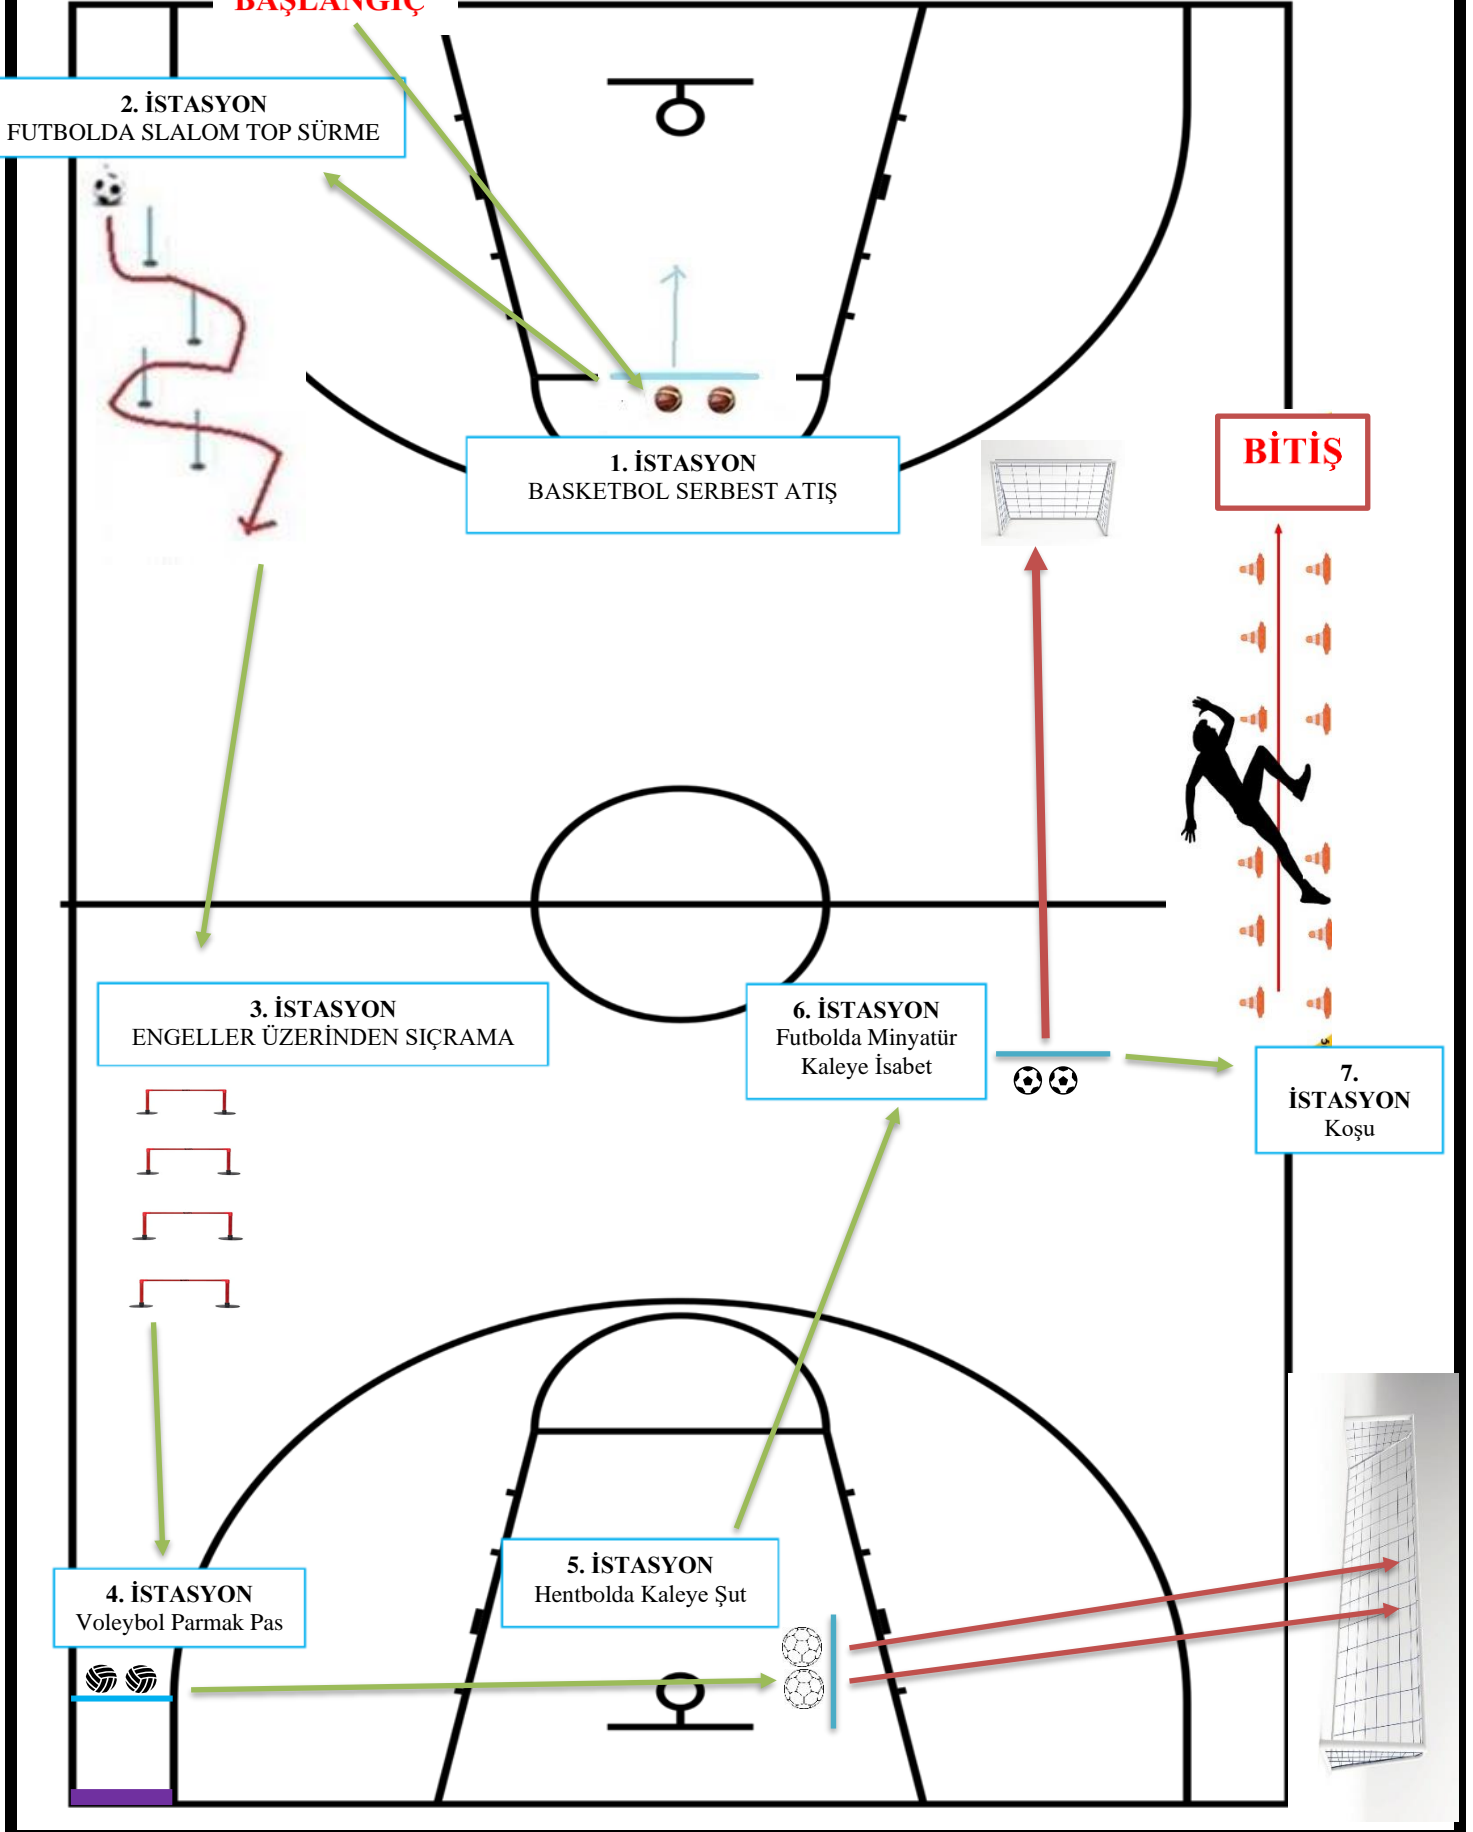 BAŞLANGIÇ
2. İSTASYON
FUTBOLDA SLALOM TOP SÜRME
1. İSTASYON
BASKETBOL SERBEST ATIŞ
BİTİŞ
3. İSTASYON
ENGELLER ÜZERİNDEN SIÇRAMA
6. İSTASYON
Futbolda Minyatür
Kaleye İsabet
5
7.
İSTASYON
Koşu
4. İSTASYON
Voleybol Parmak Pas
5. İSTASYON
Hentbolda Kaleye Şut